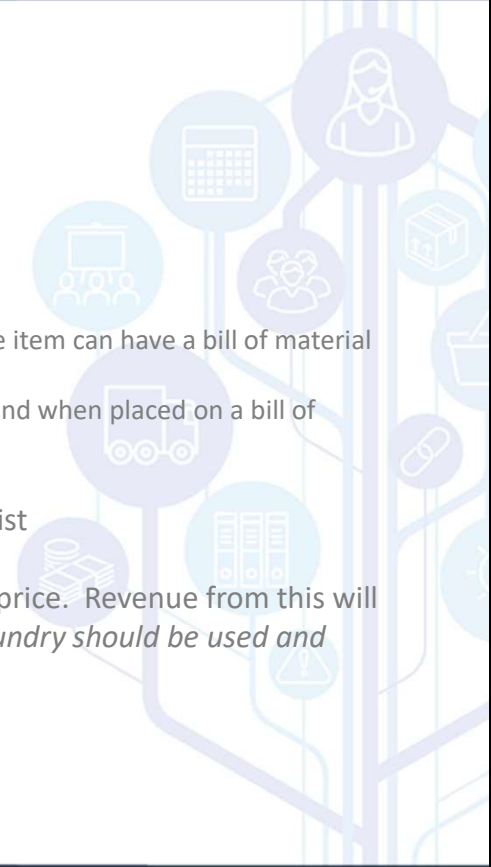 item can have a bill of material
nd when placed on a bill of
ist
price.  Revenue from this will
undry should be used and